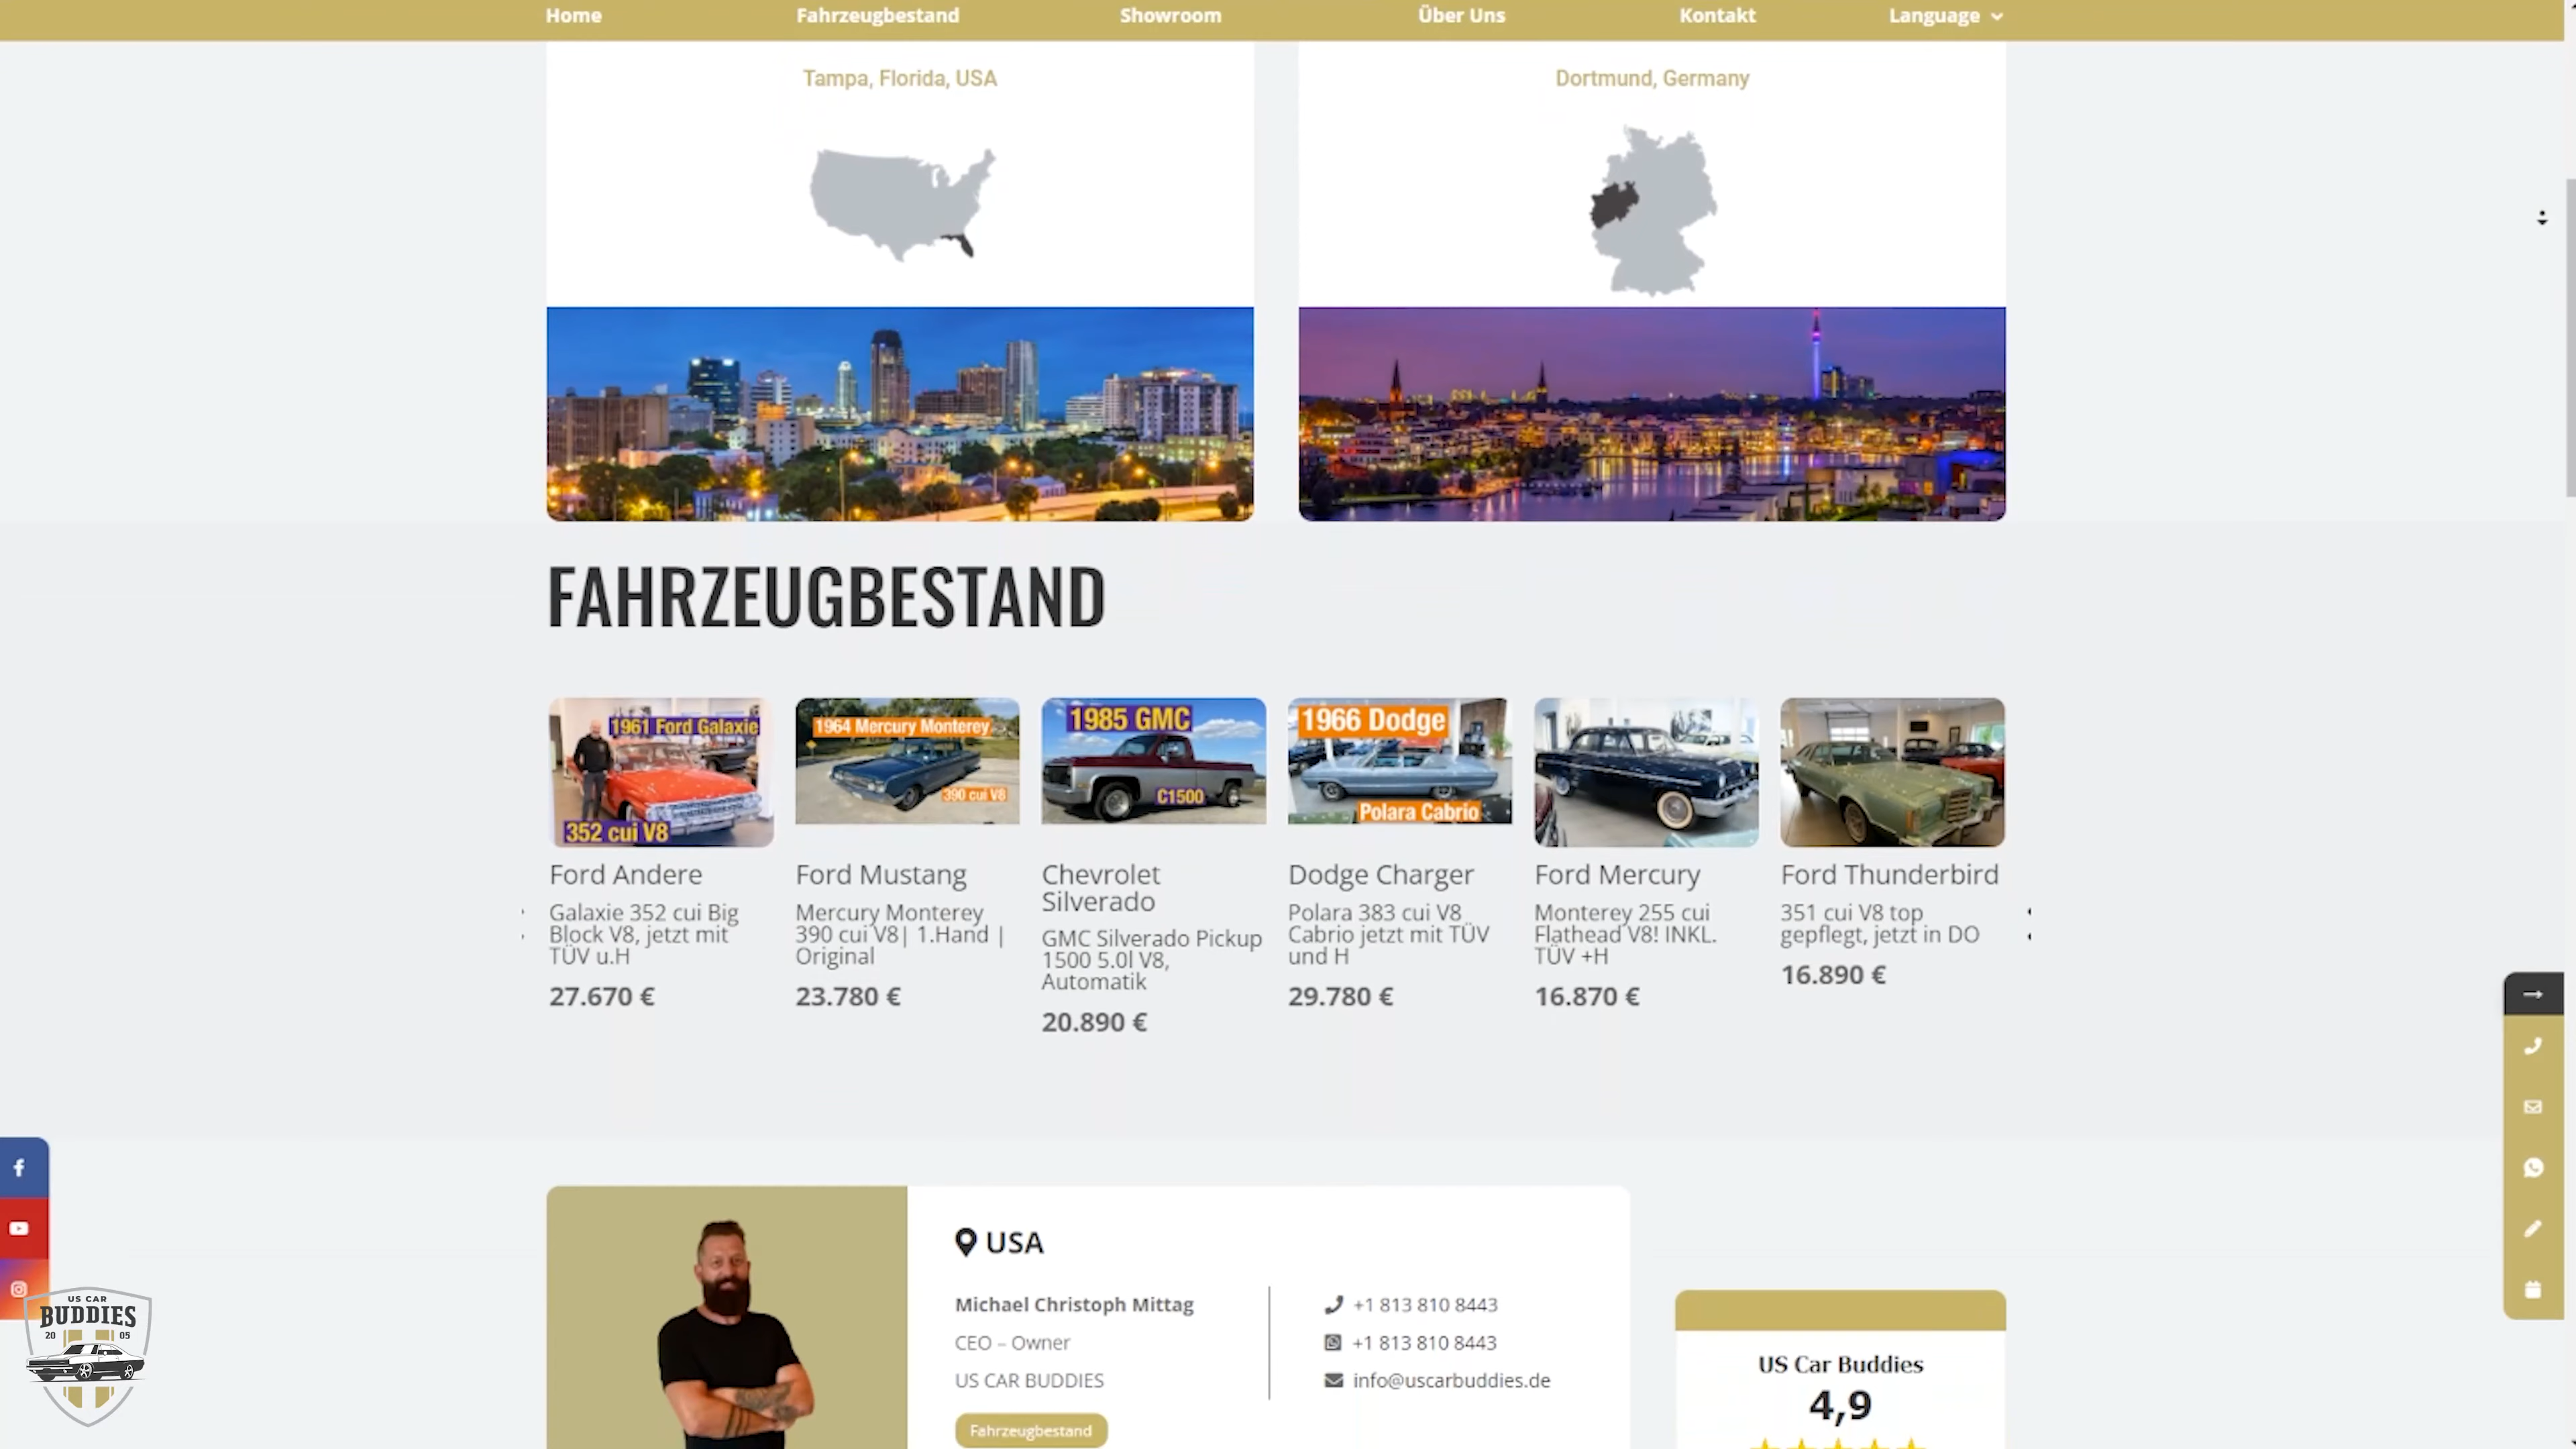 Home Fahrzeugbestand Showroom Über Uns Kontakt Language
Tampa, Florida, USA
Dortmund, Germany
FAHRZEUGBESTAND
1961 Ford Galaxie
352 cui V8
1964 Mercury Monterey
390 cui V8
1985 GMC
C1500
1966 Dodge
Polara Cabrio
Ford Andere
Galaxie 352 cui Big
Block V8, jetzt mit
TÜV u.H
27.670 €
Ford Mustang
Mercury Monterey
390 cui V8| 1.Hand |
Original
23.780 €
Chevrolet
Silverado
GMC Silverado Pickup
1500 5.0l V8,
Automatik
20.890 €
Dodge Charger
Polara 383 cui V8
Cabrio jetzt mit TÜV
und H
29.780 €
Ford Mercury
Monterey 255 cui
Flathead V8! INKL.
TÜV +H
16.870 €
Ford Thunderbird
351 cui V8 top
gepflegt, jetzt in DO
16.890 €
USA
Michael Christoph Mittag
CEO – Owner
US CAR BUDDIES
Fahrzeugbestand
+1 813 810 8443
+1 813 810 8443
info@uscarbuddies.de
US Car Buddies
4,9
US CAR
BUDDIES
20 05